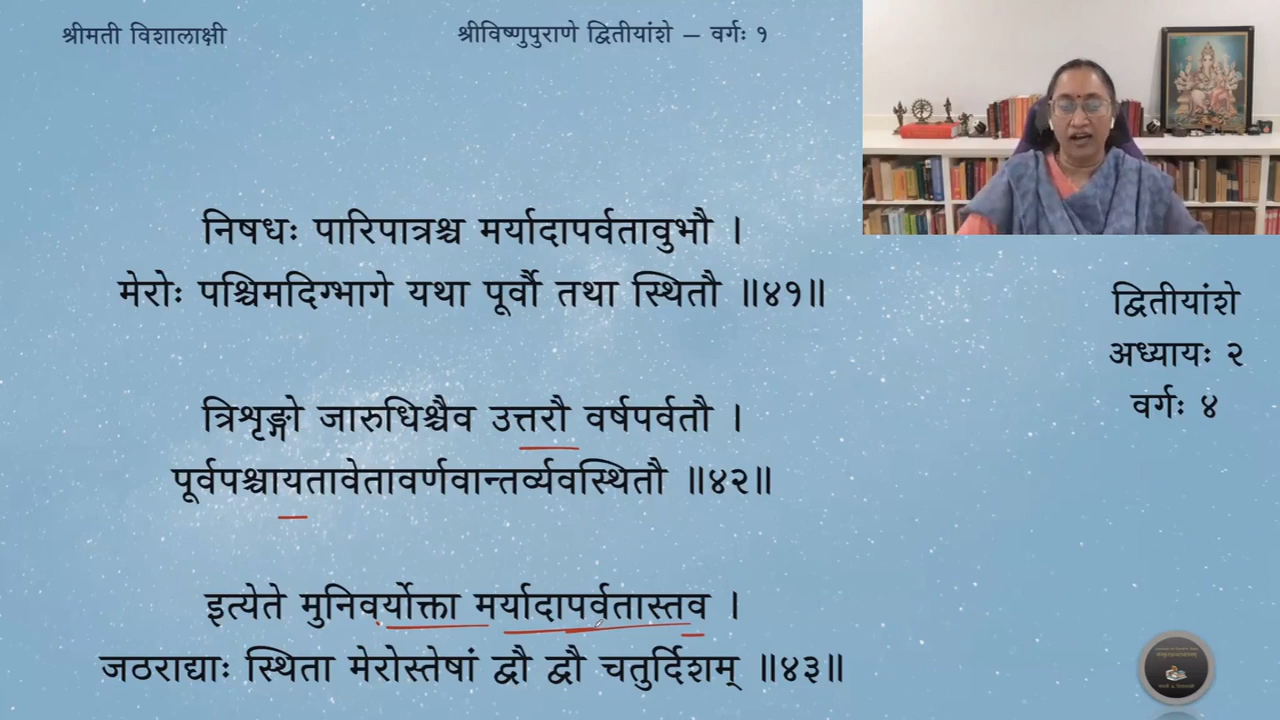 श्रीमती विशालाक्षी
श्रीविष्णुपुराणे द्वितीयांशे – वर्गः १
निषधः पारिपात्रश्च मर्यादापर्वतावुभौ ।
मेरोः पश्चिमदिग्भागे यथा पूर्वौ तथा स्थितौ ॥४१॥
त्रिशृङ्गो जारुधिश्चैव उत्तरौ वर्षपर्वतौ ।
पूर्वपश्चायतावेतावर्णवान्तर्व्यवस्थितौ ॥४२॥
इत्येते मुनिवर्योक्ता मर्यादापर्वतास्तव ।
जठराद्याः स्थिता मेरोस्तेषां द्वौ द्वौ चतुर्दिशम् ॥४३॥
द्वितीयांशे
अध्यायः २
वर्गः ४